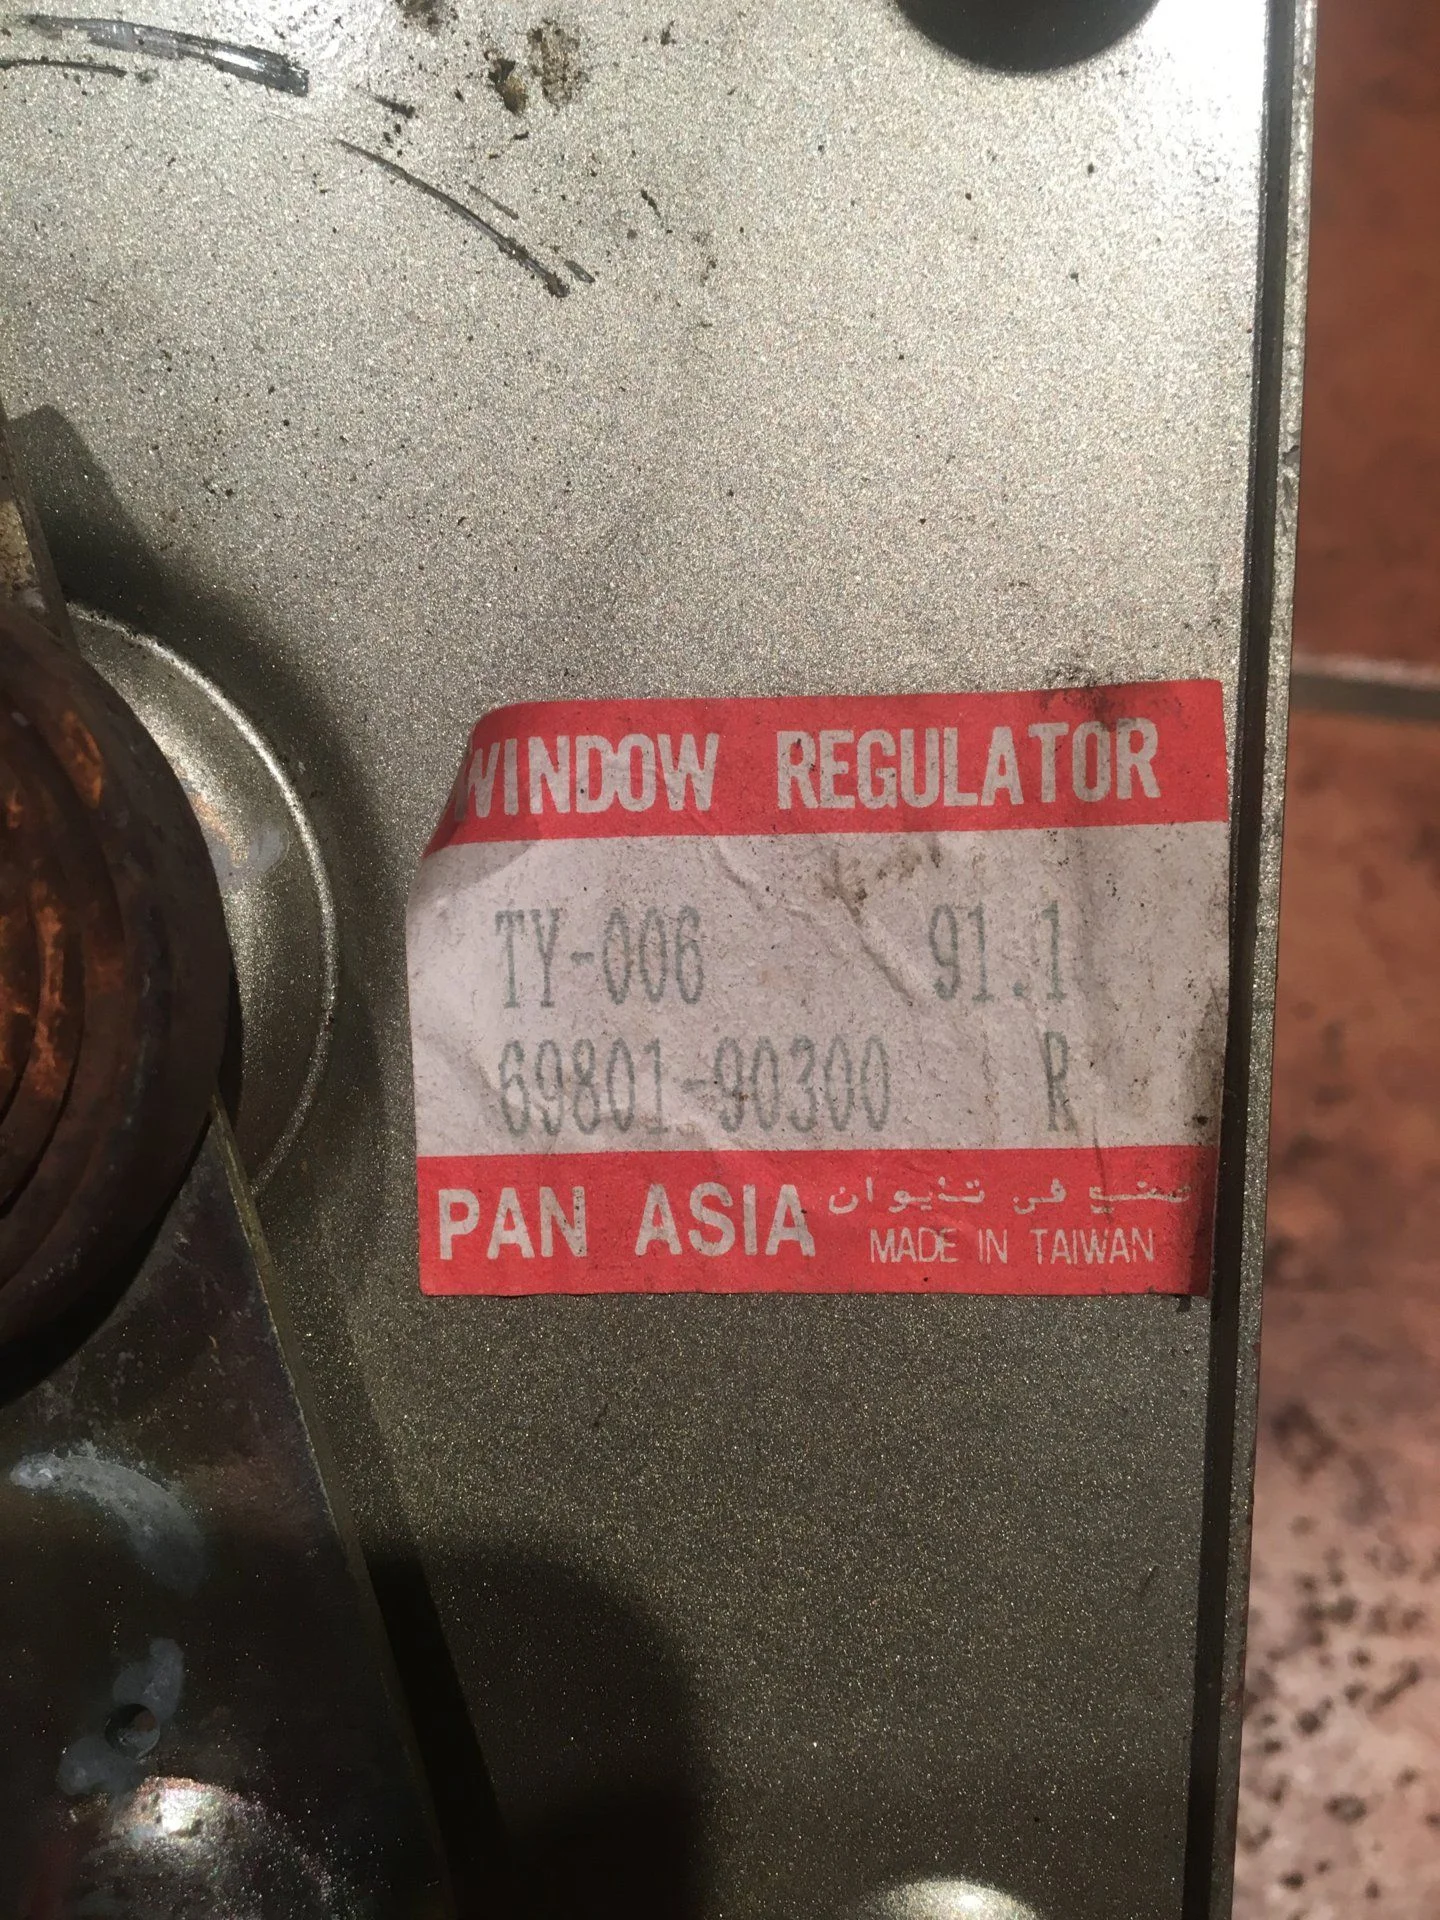 WINDOW REGULATOR
TY-006 91.1
69801-90300 R
PAN ASIA صنع في تايوان
MADE IN TAIWAN